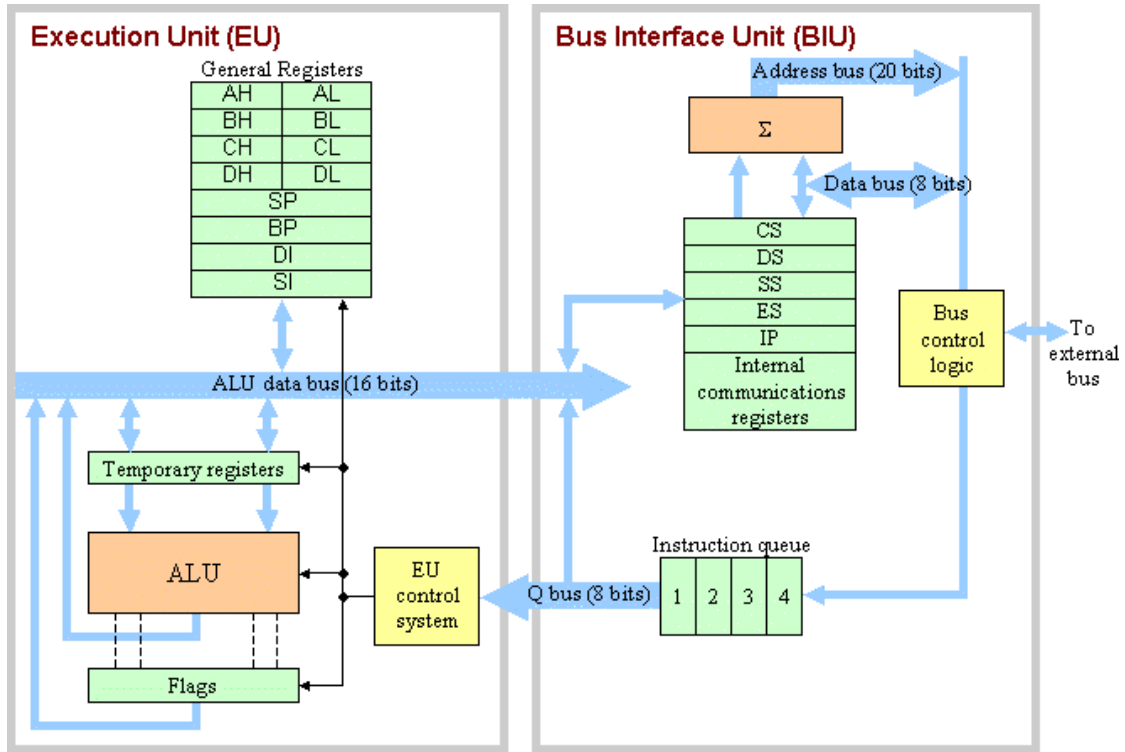 Execution Unit (EU)
General Registers
AH AL
BH BL
CH CL
DH DL
SP
BP
DI
SI
ALU data bus (16 bits)
Temporary registers
ALU
Flags
EU
control
system
Bus Interface Unit (BIU)
Address bus (20 bits)
Σ
Data bus (8 bits)
CS
DS
SS
ES
IP
Internal
communications
registers
Bus
control
logic
To
external
bus
Instruction queue
Q bus (8 bits)
1 2 3 4